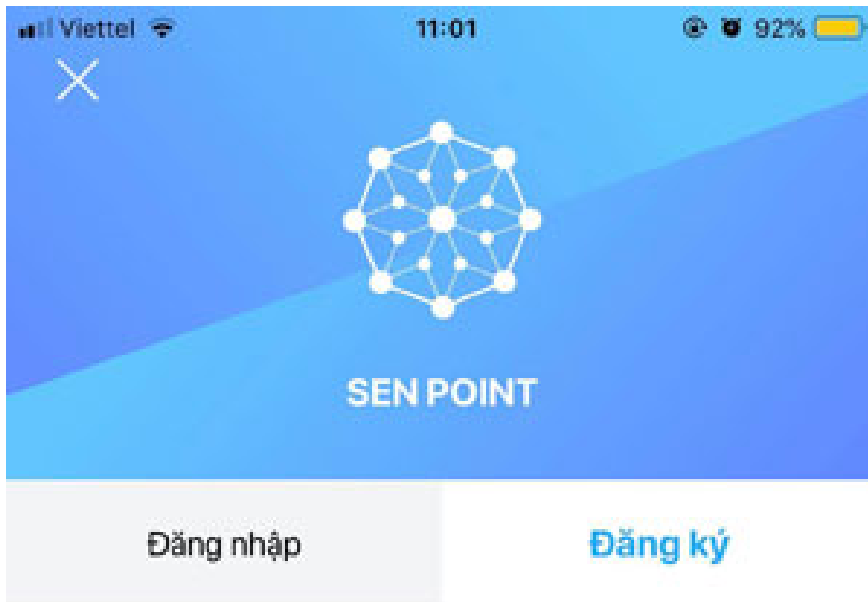 Viettel 11:01 92%
SEN POINT
Đăng nhập Đăng ký